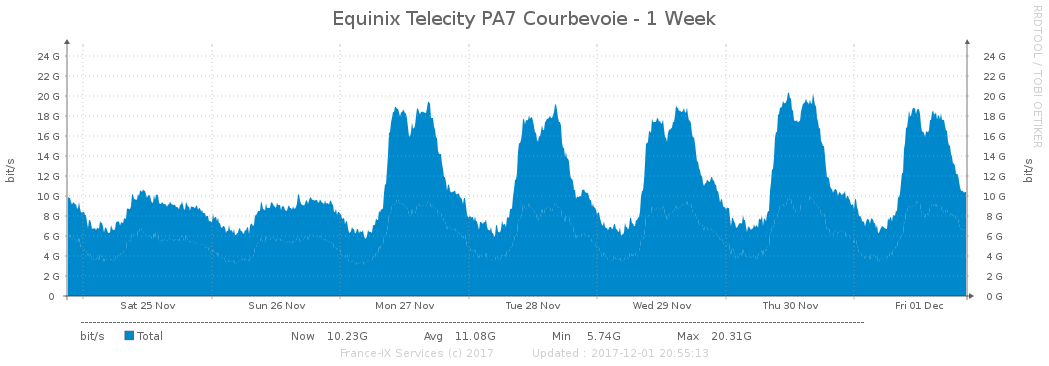 Equinix Telecity PA7 Courbevoie - 1 Week
RRDTOOL / TOBI OETIKER
bit/s
24 G 24 G
22 G 22 G
20 G 20 G
18 G 18 G
16 G 16 G
14 G 14 G
12 G 12 G
10 G 10 G
8 G 8 G
6 G 6 G
4 G 4 G
2 G 2 G
0 0 G
bit/s
Sat 25 Nov Sun 26 Nov Mon 27 Nov Tue 28 Nov Wed 29 Nov Thu 30 Nov Fri 01 Dec
bit/s Total Now 10.23G Avg 11.08G Min 5.74G Max 20.31G
France-IX Services (c) 2017 Updated : 2017-12-01 20:55:13